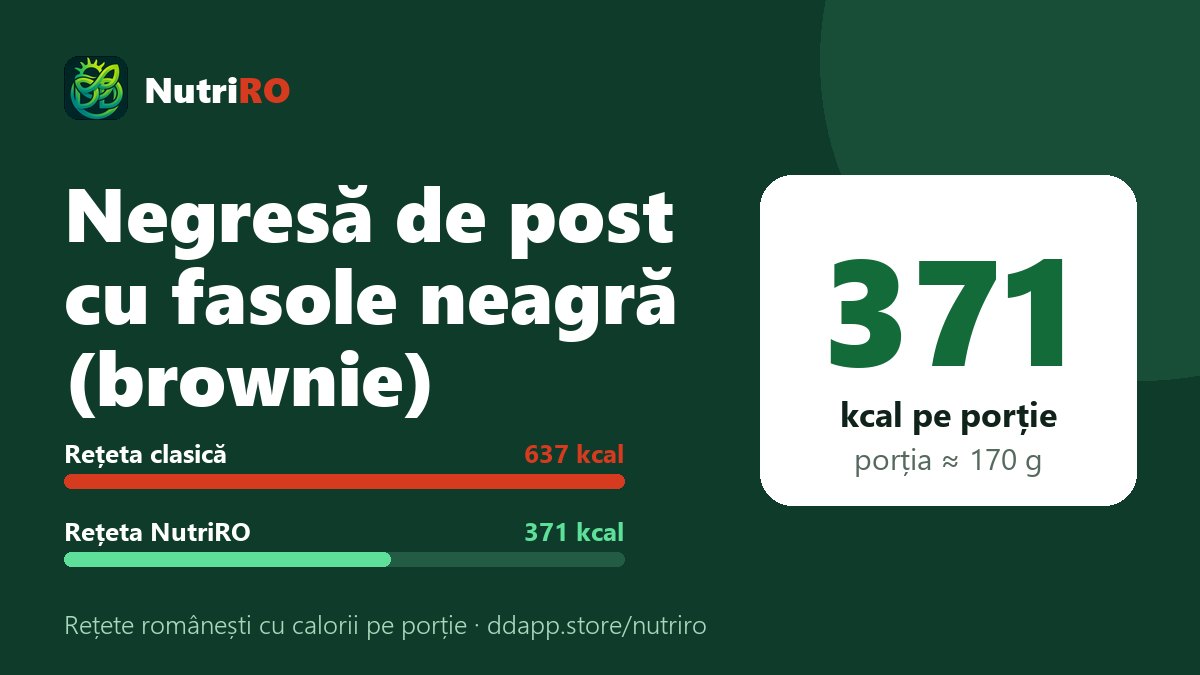 NutriRO
Negresă de post
cu fasole neagră
(brownie)
Rețeta clasică 637 kcal
Rețeta NutriRO 371 kcal
371
kcal pe porție
porția ≈ 170 g
Rețete românești cu calorii pe porție · ddapp.store/nutriro